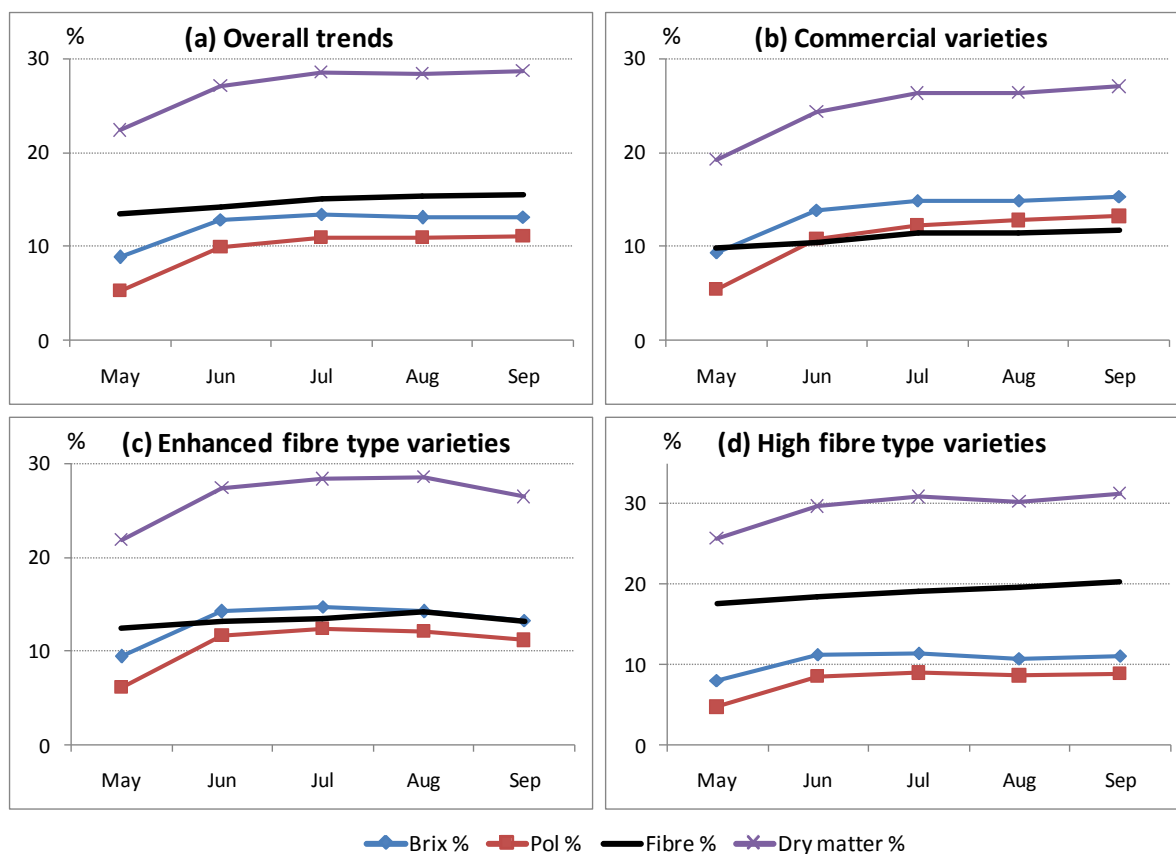 %
(a) Overall trends
30
20
10
0
May Jun Jul Aug Sep
%
(b) Commercial varieties
30
20
10
0
May Jun Jul Aug Sep
%
(c) Enhanced fibre type varieties
30
20
10
0
May Jun Jul Aug Sep
%
(d) High fibre type varieties
30
20
10
0
May Jun Jul Aug Sep
Brix % Pol % Fibre % Dry matter %